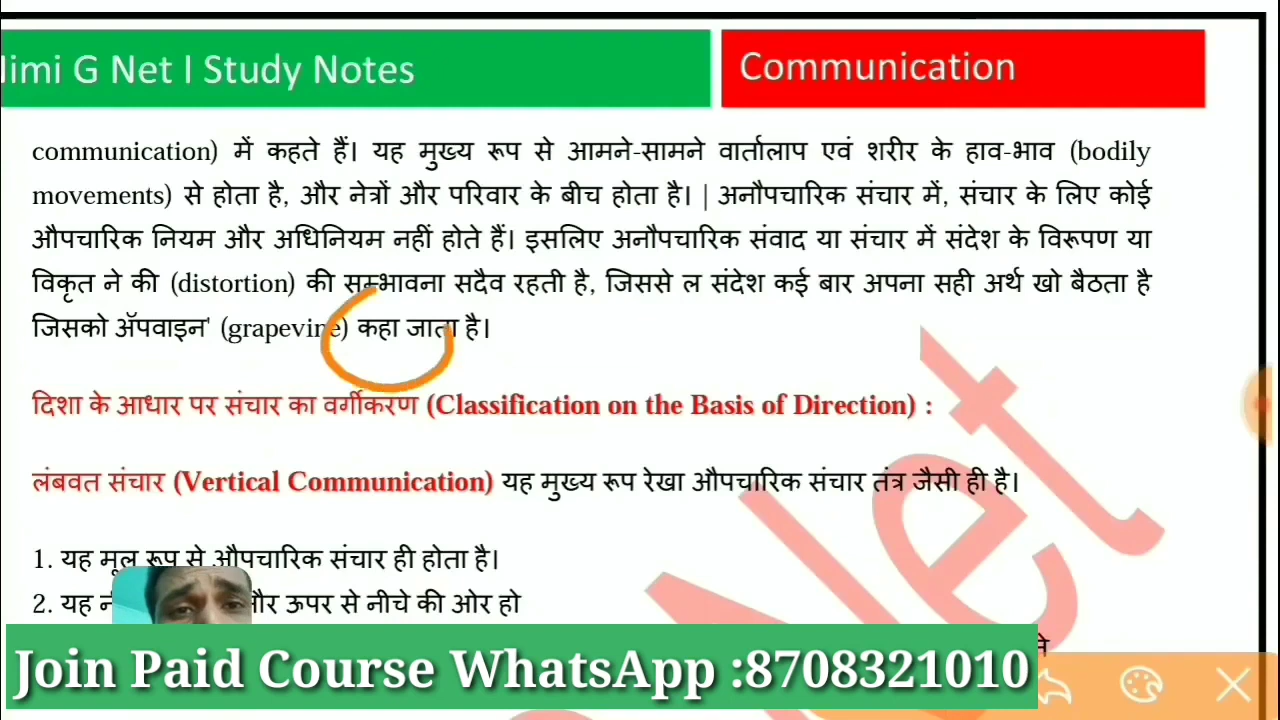 G Net I Study Notes
Communication
communication) में कहते हैं। यह मुख्य रूप से आमने-सामने वार्तालाप एवं शरीर के हाव-भाव (bodily
movements) से होता है, और नेत्रों और परिवार के बीच होता है। | अनौपचारिक संचार में, संचार के लिए कोई
औपचारिक नियम और अधिनियम नहीं होते हैं। इसलिए अनौपचारिक संवाद या संचार में संदेश के विरूपण या
विकृत ने की (distortion) की सम्भावना सदैव रहती है, जिससे ल संदेश कई बार अपना सही अर्थ खो बैठता है
जिसको ॲपवाइन' (grapevine) कहा जाता है।
दिशा के आधार पर संचार का वर्गीकरण (Classification on the Basis of Direction) :
लंबवत संचार (Vertical Communication) यह मुख्य रूप रेखा औपचारिक संचार तंत्र जैसी ही है।
1. यह मूल रूप से औपचारिक संचार ही होता है।
2. यह ऊपर से नीचे की ओर हो
Join Paid Course WhatsApp :8708321010
Net